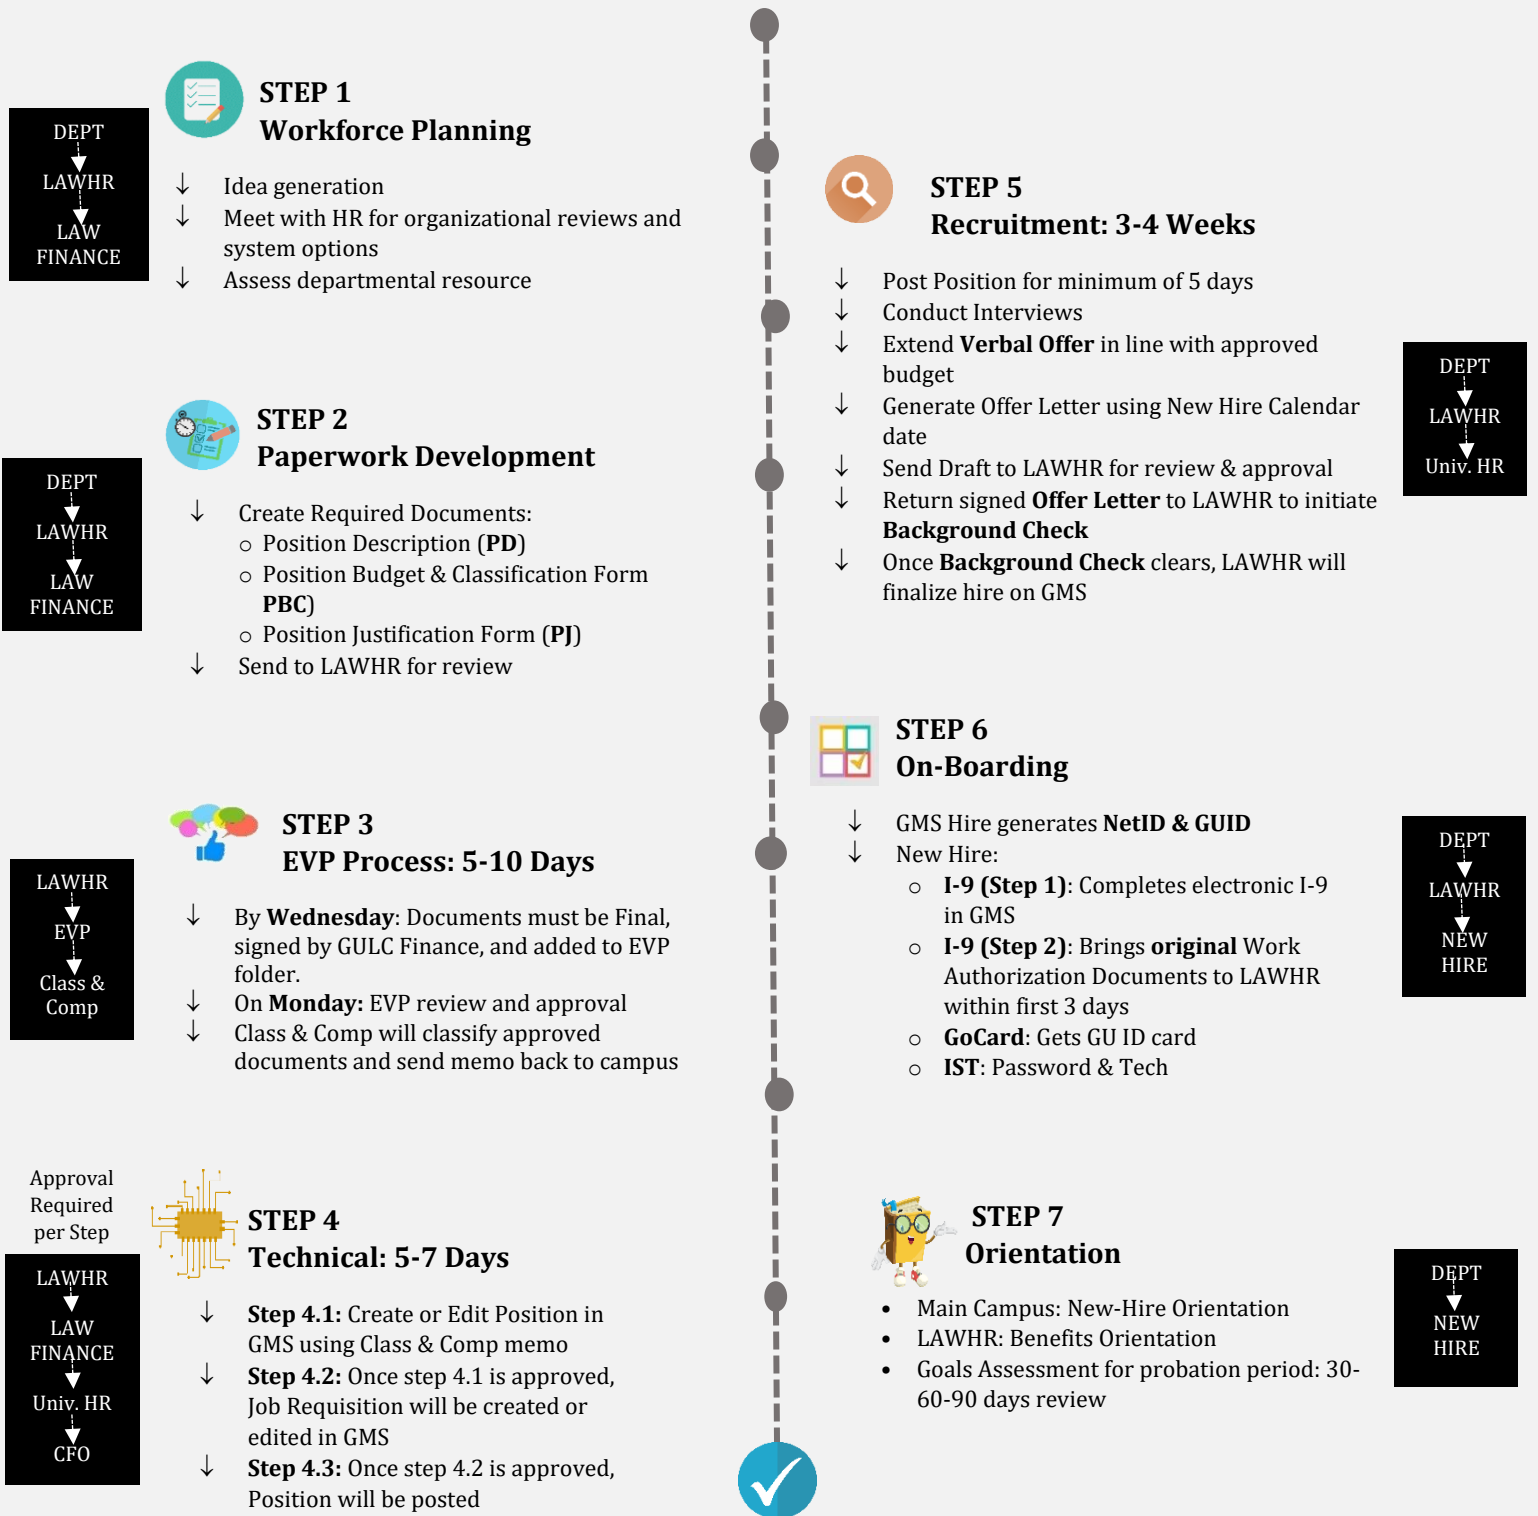 STEP 1
Workforce Planning
DEPT
LAWHR
LAW
FINANCE
↓ Idea generation
↓ Meet with HR for organizational reviews and
system options
↓ Assess departmental resource
STEP 2
Paperwork Development
DEPT
LAWHR
LAW
FINANCE
↓ Create Required Documents:
o Position Description (PD)
o Position Budget & Classification Form
PBC)
o Position Justification Form (PJ)
↓ Send to LAWHR for review
STEP 3
EVP Process: 5-10 Days
LAWHR
EVP
Class &
Comp
↓ By Wednesday: Documents must be Final,
signed by GULC Finance, and added to EVP
folder.
↓ On Monday: EVP review and approval
↓ Class & Comp will classify approved
documents and send memo back to campus
Approval
Required
per Step
STEP 4
Technical: 5-7 Days
LAWHR
LAW
FINANCE
Univ. HR
CFO
↓ Step 4.1: Create or Edit Position in
GMS using Class & Comp memo
↓ Step 4.2: Once step 4.1 is approved,
Job Requisition will be created or
edited in GMS
↓ Step 4.3: Once step 4.2 is approved,
Position will be posted
STEP 5
Recruitment: 3-4 Weeks
↓ Post Position for minimum of 5 days
↓ Conduct Interviews
↓ Extend Verbal Offer in line with approved
budget
↓ Generate Offer Letter using New Hire Calendar
date
↓ Send Draft to LAWHR for review & approval
↓ Return signed Offer Letter to LAWHR to initiate
Background Check
↓ Once Background Check clears, LAWHR will
finalize hire on GMS
DEPT
LAWHR
Univ. HR
STEP 6
On-Boarding
↓ GMS Hire generates NetID & GUID
↓ New Hire:
o I-9 (Step 1): Completes electronic I-9
in GMS
o I-9 (Step 2): Brings original Work
Authorization Documents to LAWHR
within first 3 days
o GoCard: Gets GU ID card
o IST: Password & Tech
DEPT
LAWHR
NEW
HIRE
STEP 7
Orientation
• Main Campus: New-Hire Orientation
• LAWHR: Benefits Orientation
• Goals Assessment for probation period: 30-
60-90 days review
DEPT
NEW
HIRE